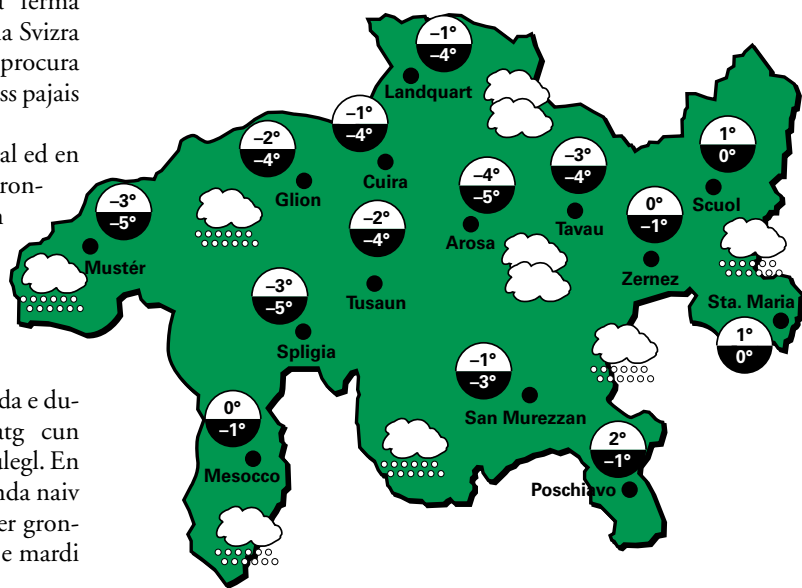 ferma
la Svizra
procura
ss pajais
al ed en
ron-
da e du-
atg cun
alegl. En
nda naiv
er gron-
e mardi
–1°
–4°
Landquart
–1°
–4°
Cuira
–2°
–4°
Glion
–3°
–5°
Mustér
–4°
–5°
Arosa
–3°
–4°
Tavau
1°
0°
Scuol
0°
–1°
Zernez
–2°
–4°
Tusaun
–3°
–5°
Spligia
Sta. Maria
1°
0°
–1°
–3°
San Murezzan
0°
–1°
Mesocco
2°
–1°
Poschiavo